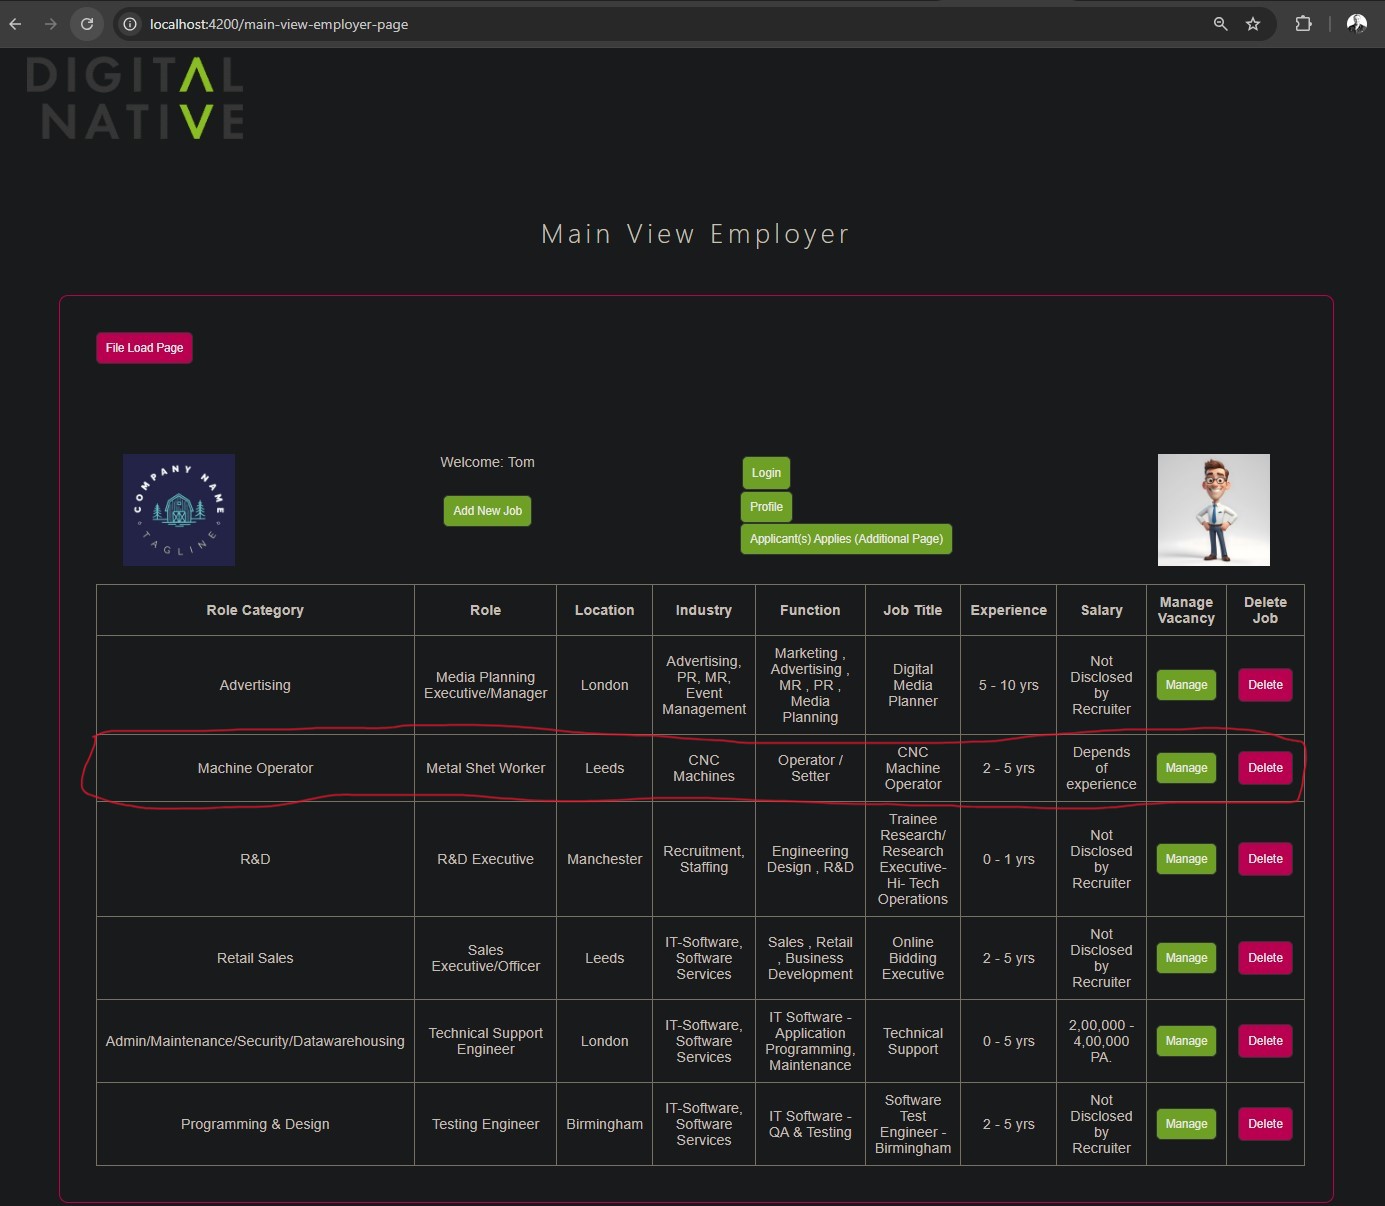 localhost:4200/main-view-employer-page
DIGITAL
NATIVE
Main View Employer
File Load Page
COMPANY NAME
TAGLINE
Welcome: Tom
Add New Job
Login
Profile
Applicant(s) Applies (Additional Page)
Role Category
Role
Location
Industry
Function
Job Title
Experience
Salary
Manage
Vacancy
Delete
Job
Advertising
Media Planning
Executive/Manager
London
Advertising,
PR, MR,
Event
Management
Marketing ,
Advertising ,
MR , PR ,
Media
Planning
Digital
Media
Planner
5 - 10 yrs
Not
Disclosed
by
Recruiter
Manage
Delete
Machine Operator
Metal Shet Worker
Leeds
CNC
Machines
Operator /
Setter
CNC
Machine
Operator
2 - 5 yrs
Depends
of
experience
Manage
Delete
R&D
R&D Executive
Manchester
Recruitment,
Staffing
Engineering
Design , R&D
Trainee
Research/
Research
Executive-
Hi- Tech
Operations
0 - 1 yrs
Not
Disclosed
by
Recruiter
Manage
Delete
Retail Sales
Sales
Executive/Officer
Leeds
IT-Software,
Software
Services
Sales , Retail
, Business
Development
Online
Bidding
Executive
2 - 5 yrs
Not
Disclosed
by
Recruiter
Manage
Delete
Admin/Maintenance/Security/Datawarehousing
Technical Support
Engineer
London
IT-Software,
Software
Services
IT Software -
Application
Programming,
Maintenance
Technical
Support
0 - 5 yrs
2,00,000 -
4,00,000
PA.
Manage
Delete
Programming & Design
Testing Engineer
Birmingham
IT-Software,
Software
Services
IT Software -
QA & Testing
Software
Test
Engineer -
Birmingham
2 - 5 yrs
Not
Disclosed
by
Recruiter
Manage
Delete